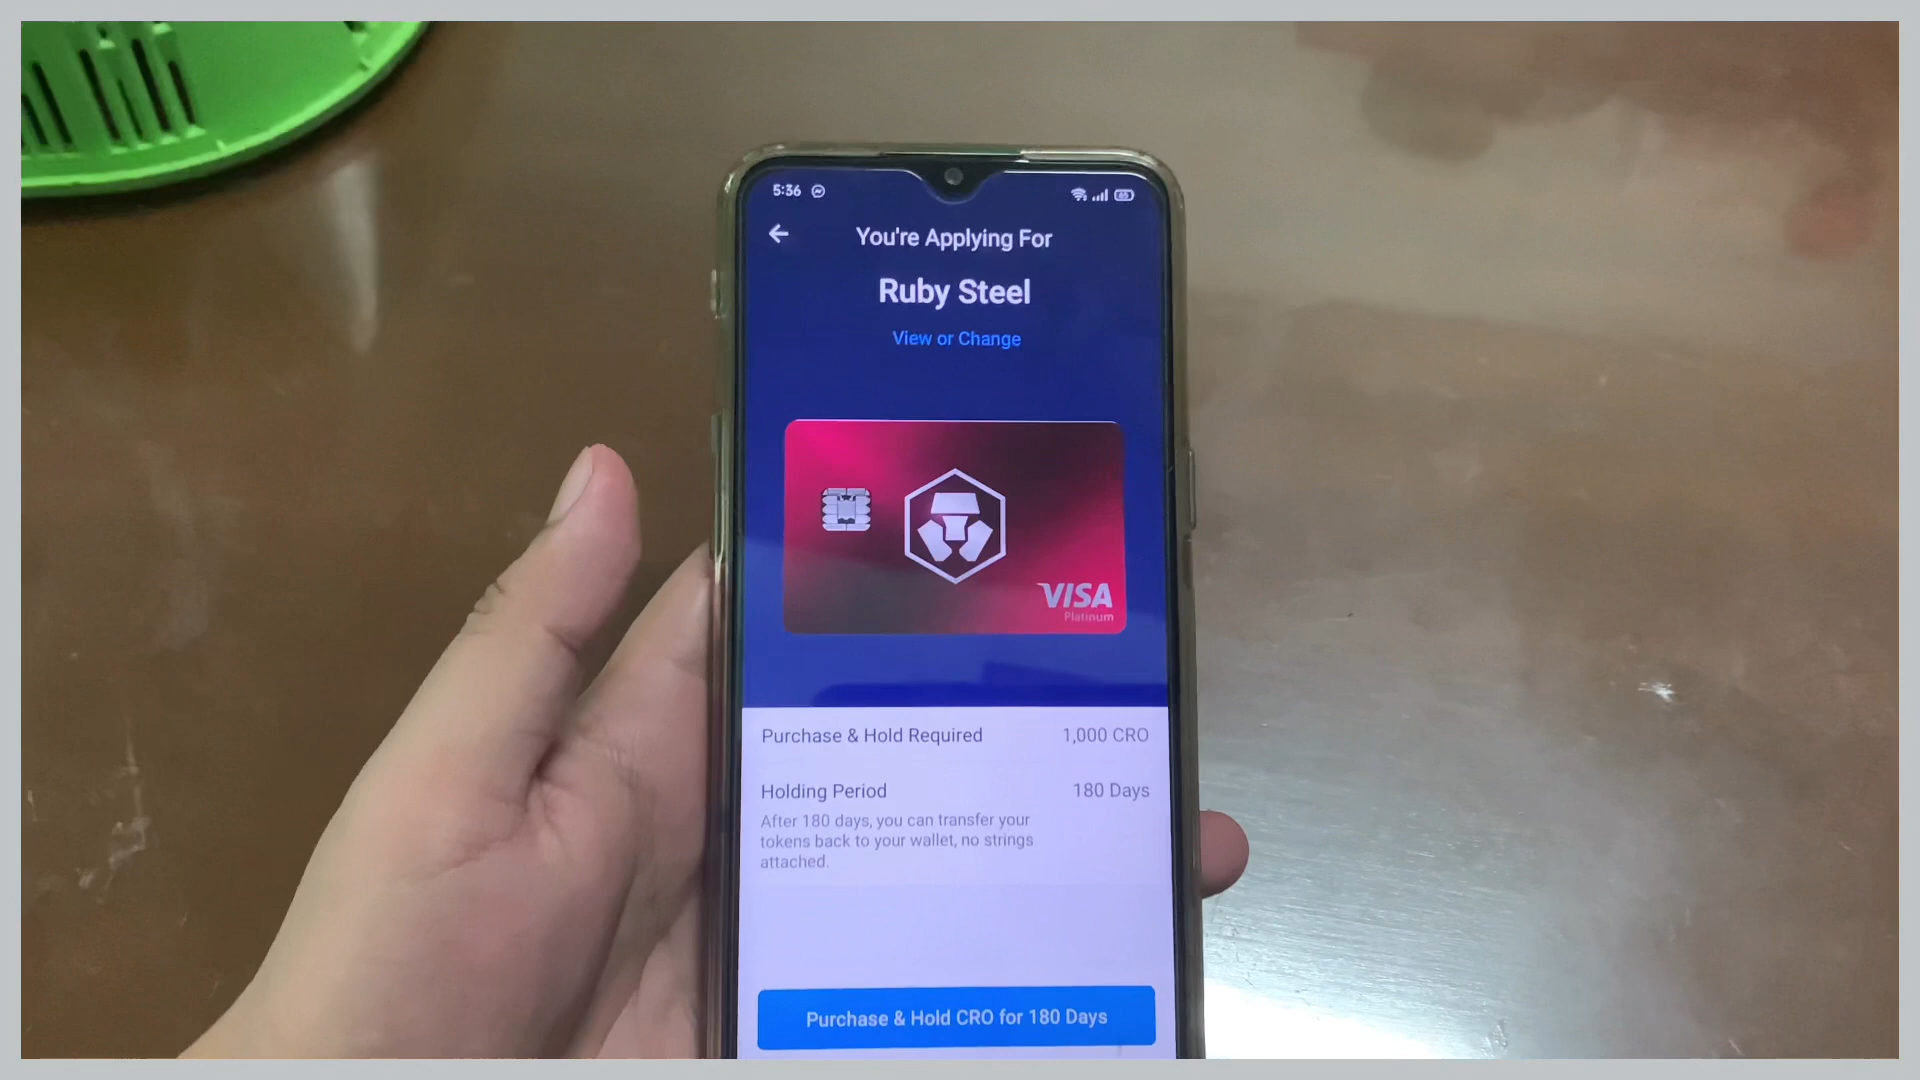 5:36
You're Applying For
Ruby Steel
View or Change
VISA
Platinum
Purchase & Hold Required 1,000 CRO
Holding Period 180 Days
After 180 days, you can transfer your
tokens back to your wallet, no strings
attached.
Purchase & Hold CRO for 180 Days